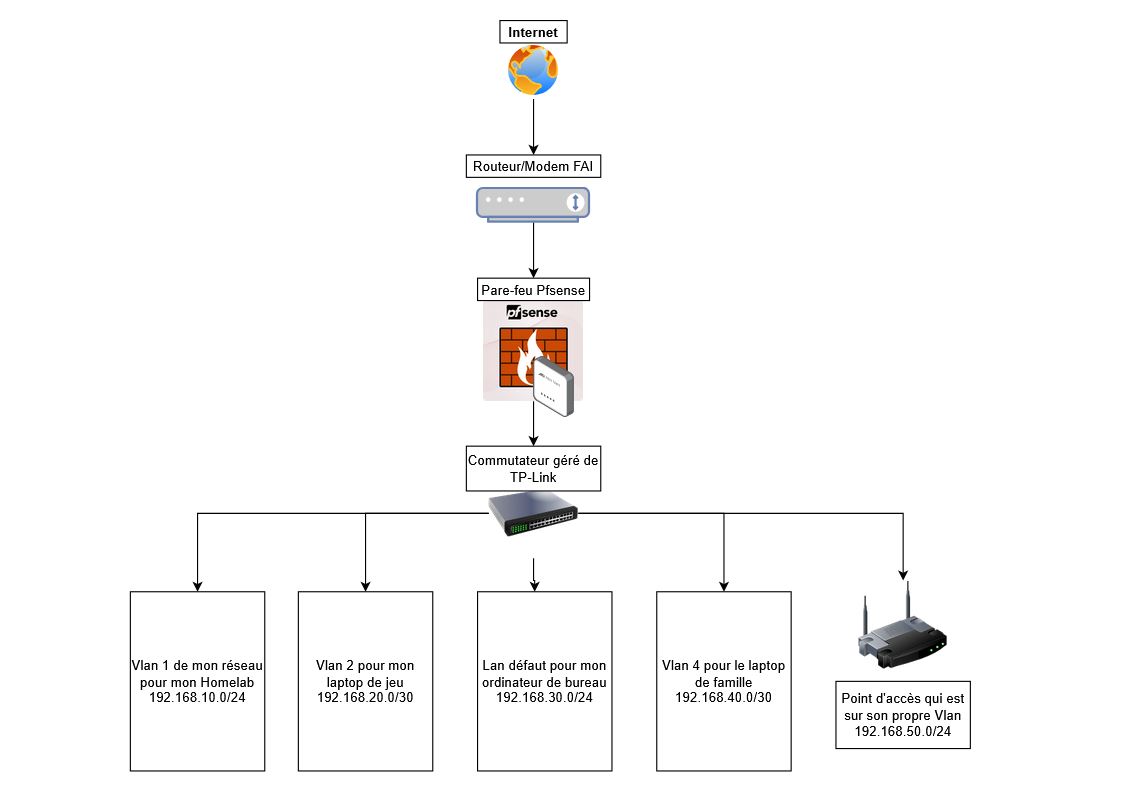 Internet
Routeur/Modem FAI
Pare-feu Pfsense
pfsense
Commutateur géré de
TP-Link
Vlan 1 de mon réseau
pour mon Homelab
192.168.10.0/24
Vlan 2 pour mon
laptop de jeu
192.168.20.0/30
Lan défaut pour mon
ordinateur de bureau
192.168.30.0/24
Vlan 4 pour le laptop
de famille
192.168.40.0/30
Point d'accès qui est
sur son propre Vlan
192.168.50.0/24